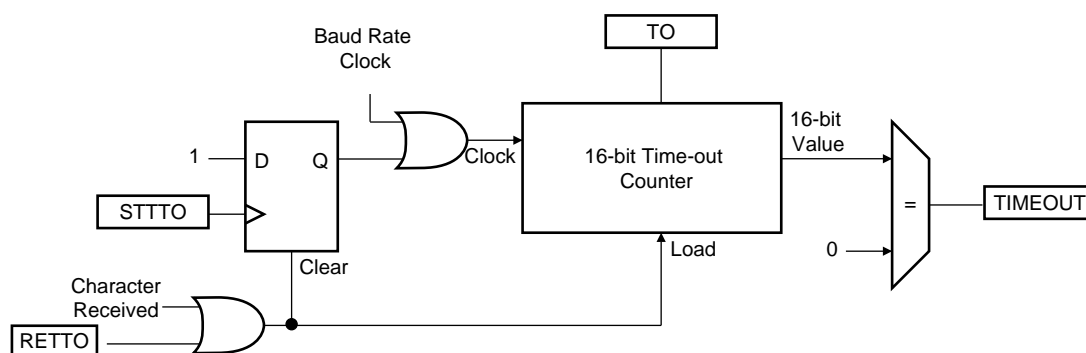 TO
Baud Rate
Clock
16-bit
Value
1
D
Q
Clock
16-bit Time-out
Counter
STTTO
=
TIMEOUT
Clear
Load
0
Character
Received
RETTO